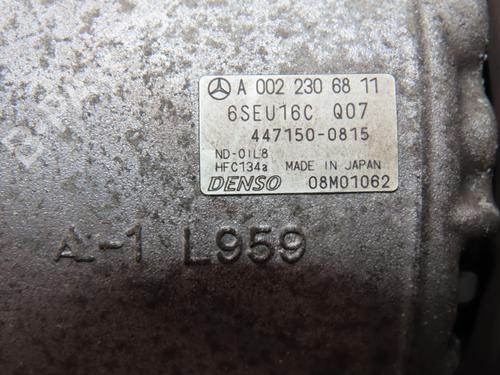 A 002 230 68 11
6SEU16C Q07
447150-0815
ND-OIL8
HFC134a MADE IN JAPAN
DENSO 08M01062
A-1 L959